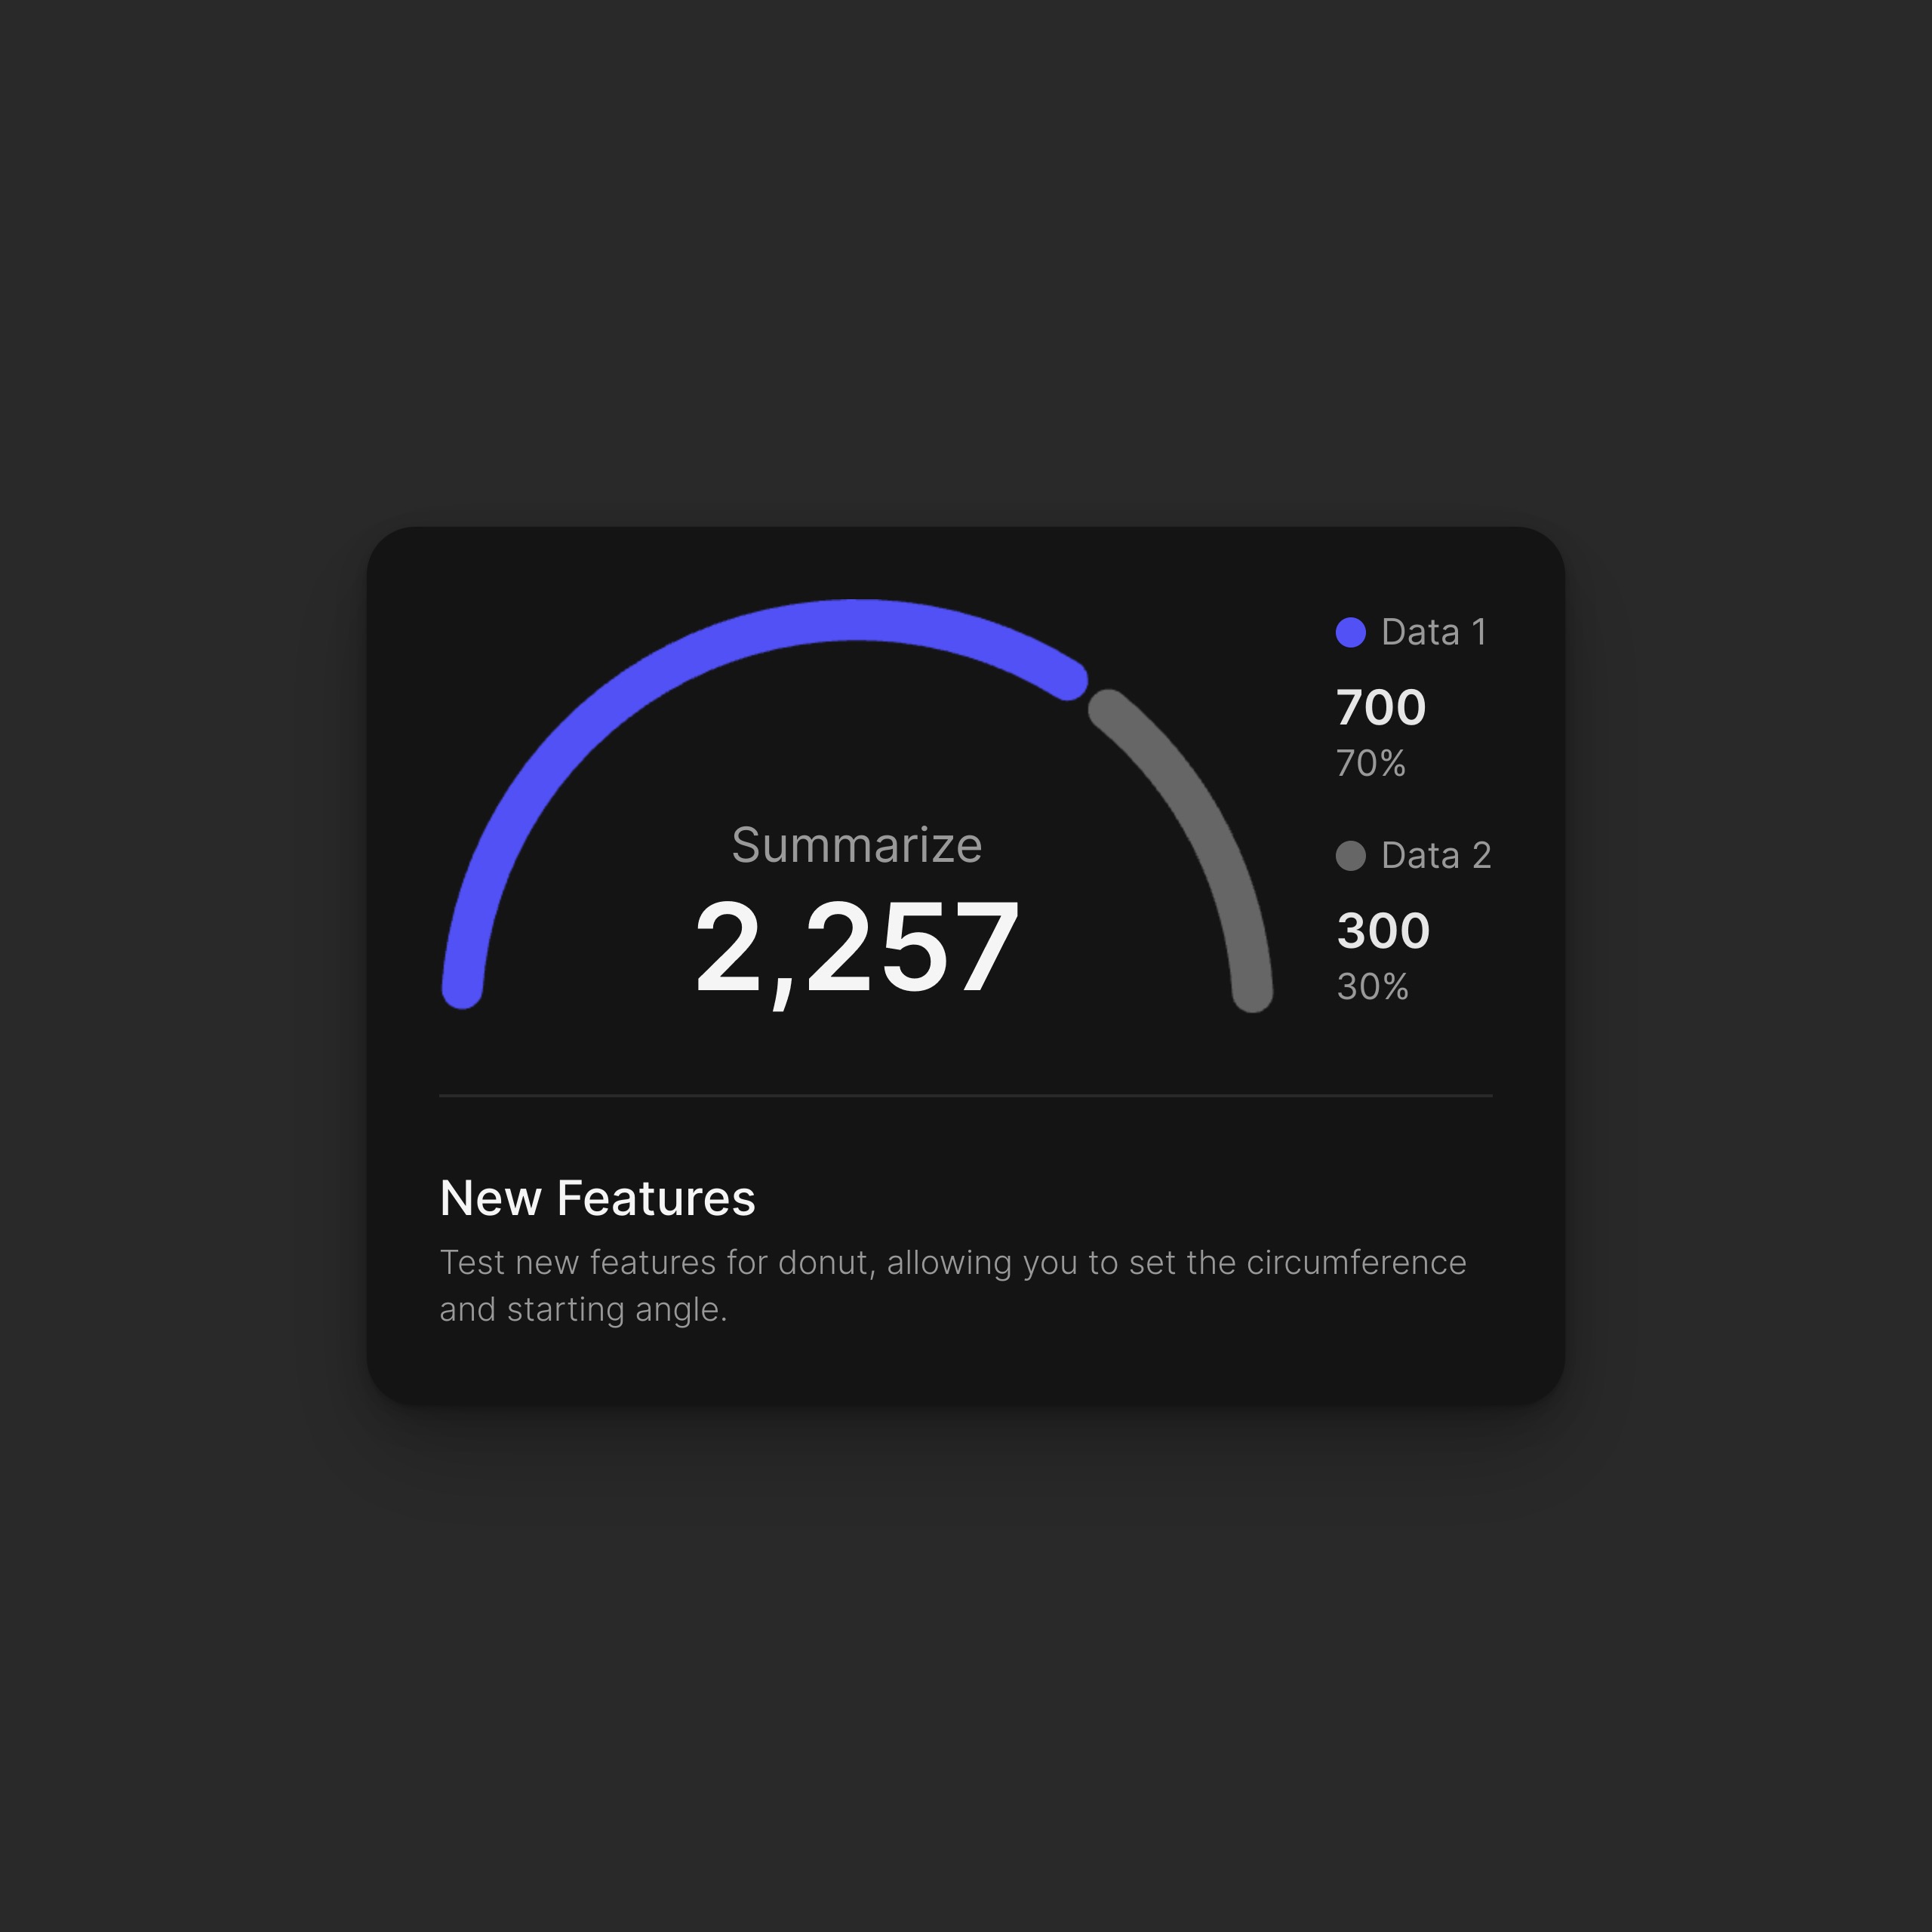 Summarize
2,257
Data 1
700
70%
Data 2
300
30%
New Features
Test new features for donut, allowing you to set the circumference
and starting angle.